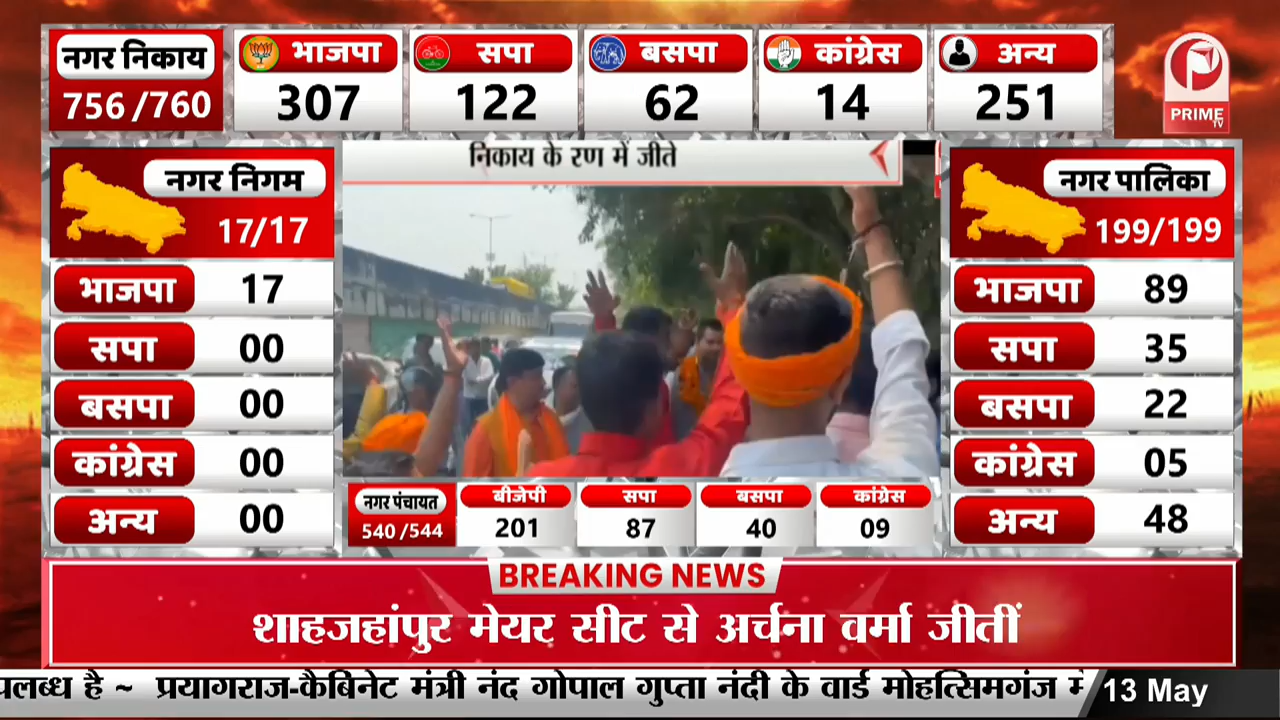 नगर निकाय
756 /760
भाजपा
307
सपा
122
बसपा
62
कांग्रेस
14
अन्य
251
PRIME
TV
निकाय के रण में जीते
नगर निगम
17/17
भाजपा 17
सपा 00
बसपा 00
कांग्रेस 00
अन्य 00
नगर पालिका
199/199
भाजपा 89
सपा 35
बसपा 22
कांग्रेस 05
अन्य 48
नगर पंचायत
540 /544
बीजेपी
201
सपा
87
बसपा
40
कांग्रेस
09
BREAKING NEWS
शाहजहांपुर मेयर सीट से अर्चना वर्मा जीतीं
पलब्ध है ~ प्रयागराज-कैबिनेट मंत्री नंद गोपाल गुप्ता नंदी के वार्ड मोहत्सिमगंज में
13 May